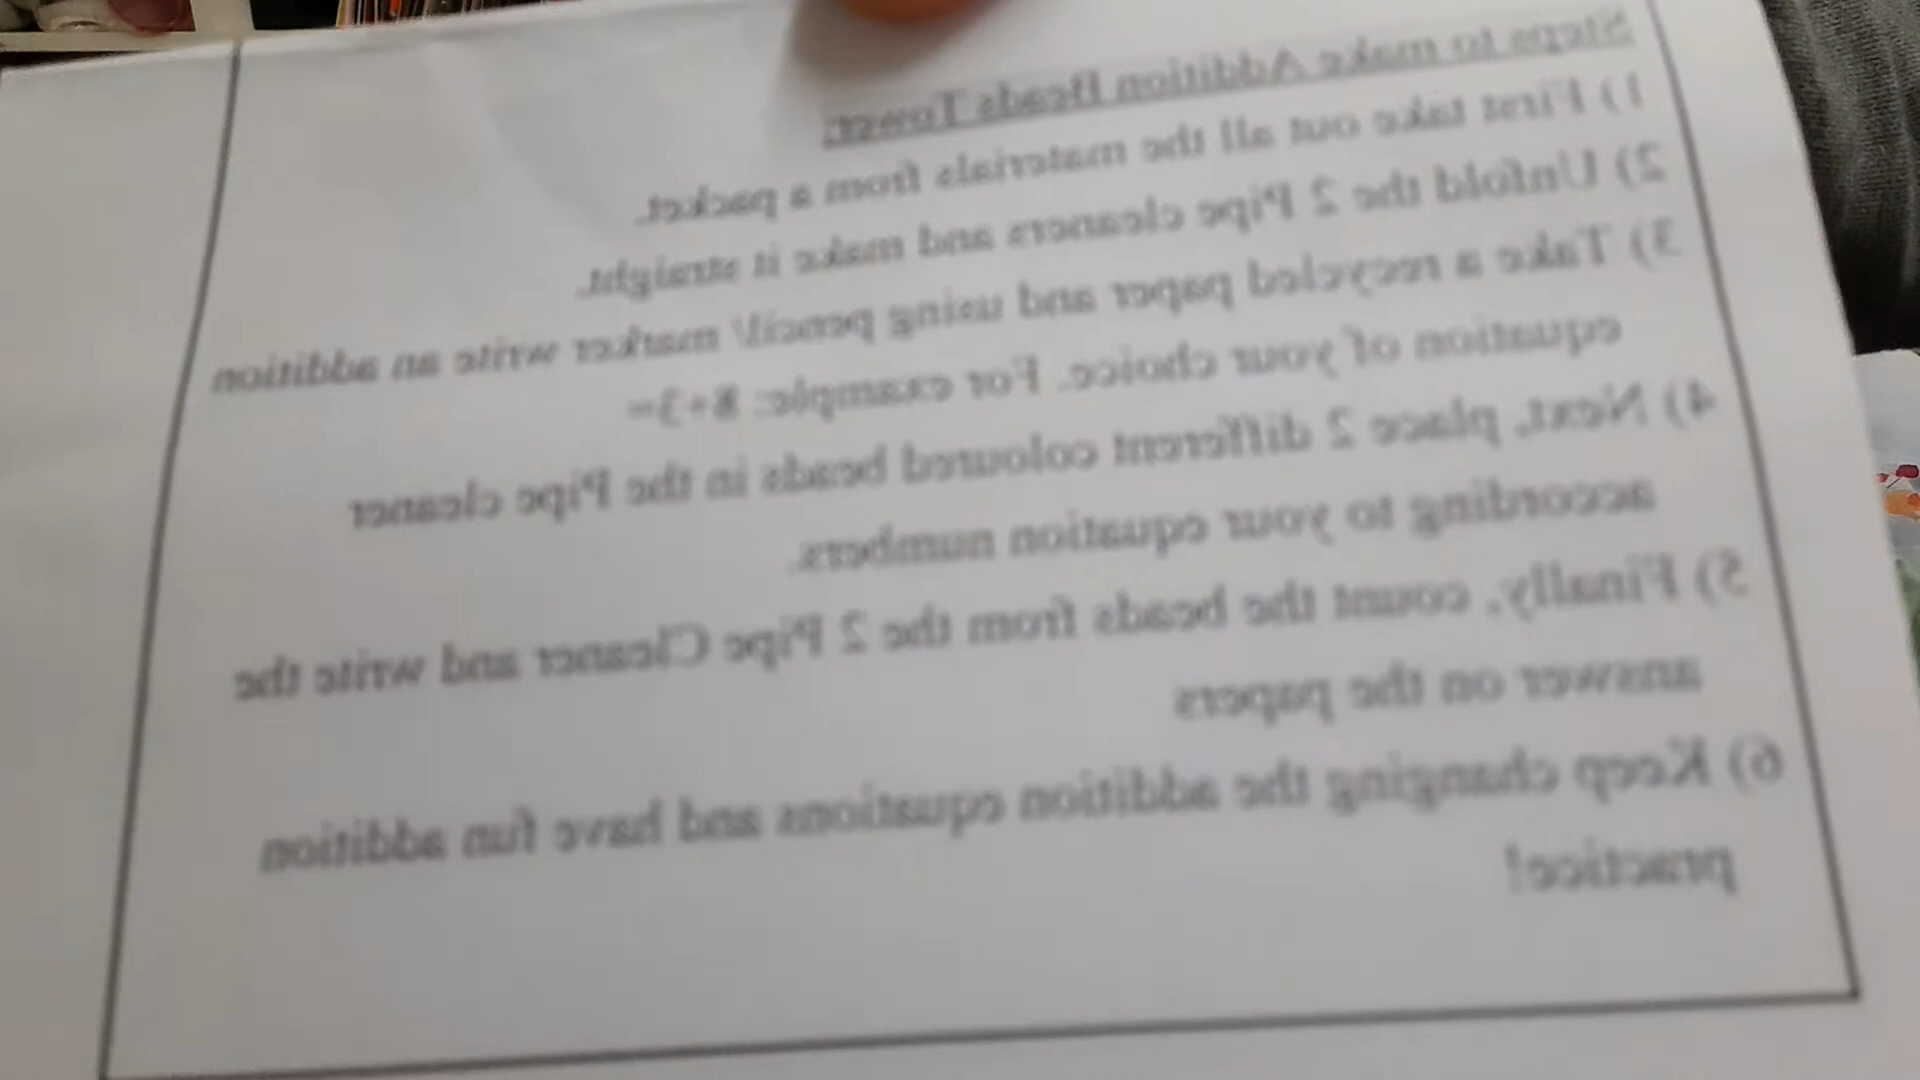 Steps to make Addition Beads Tower:
1) First take out all the materials from a packet.
2) Unfold the 2 Pipe cleaners and make it straight.
3) Take a recycled paper and using pencil/ marker write an addition
equation of your choice. For example: 8+3=
4) Next, place 2 different coloured beads in the Pipe cleaner
according to your equation numbers.
5) Finally, count the beads from the 2 Pipe Cleaner and write the
answer on the papers
6) Keep changing the addition equations and have fun addition
practice!